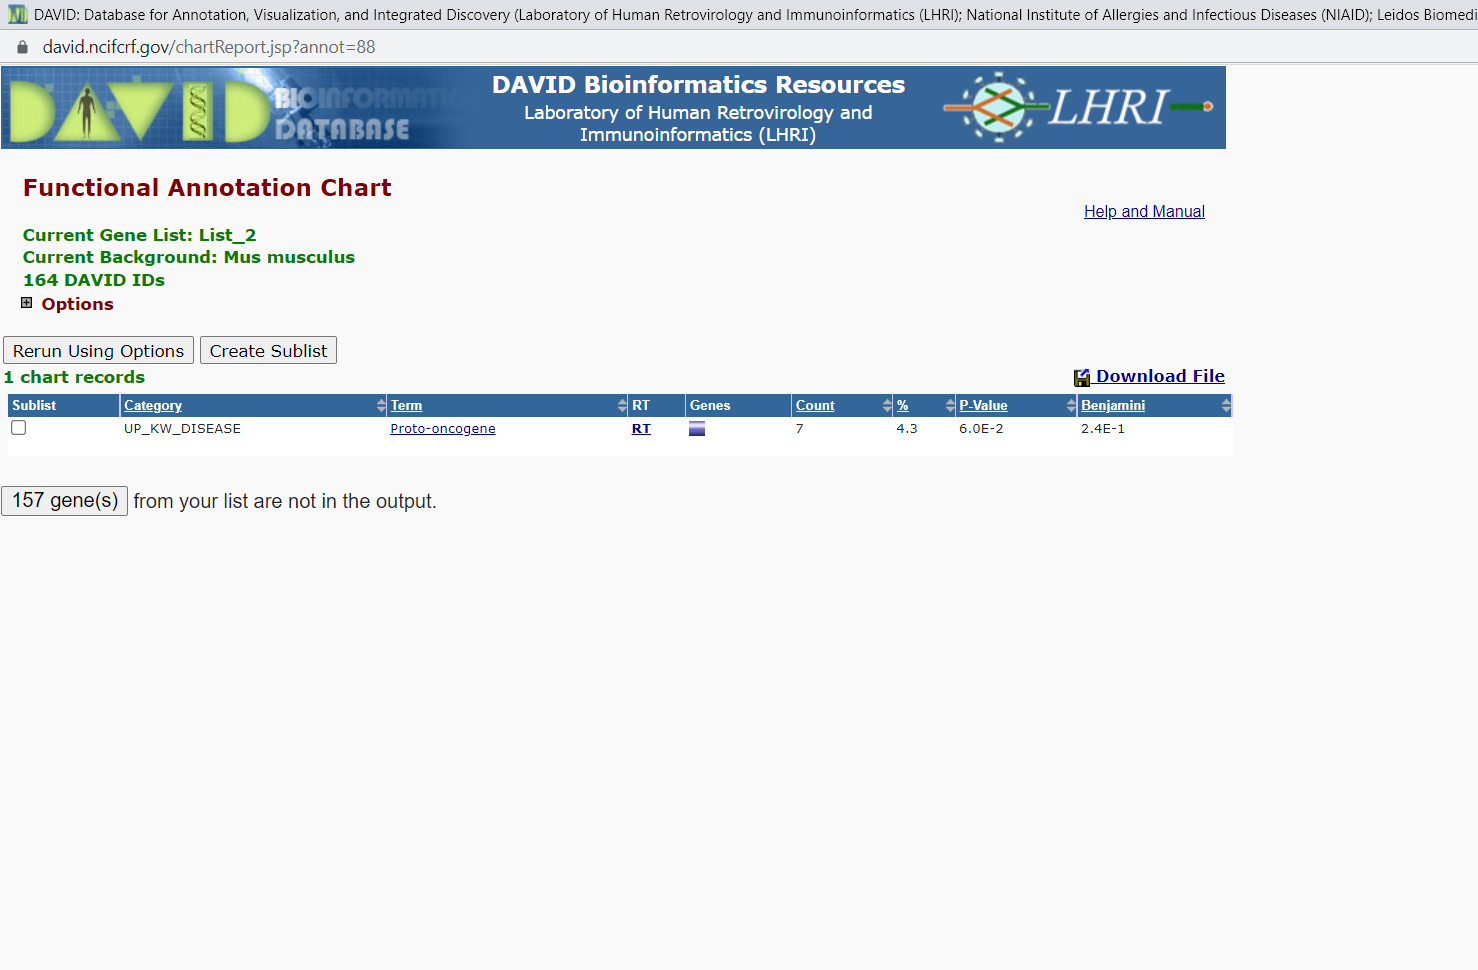 DAVID: Database for Annotation, Visualization, and Integrated Discovery (Laboratory of Human Retrovirology and Immunoinformatics (LHRI); National Institute of Allergies and Infectious Diseases (NIAID); Leidos Biomedi
david.ncifcrf.gov/chartReport.jsp?annot=88
DAVID BIOINFORMATICS DATABASE
DAVID Bioinformatics Resources
Laboratory of Human Retrovirology and
Immunoinformatics (LHRI)
LHRI
Functional Annotation Chart
Help and Manual
Current Gene List: List_2
Current Background: Mus musculus
164 DAVID IDs
Options
Rerun Using Options Create Sublist
1 chart records Download File
Sublist Category Term RT Genes Count % P-Value Benjamini
UP_KW_DISEASE Proto-oncogene RT 7 4.3 6.0E-2 2.4E-1
157 gene(s) from your list are not in the output.